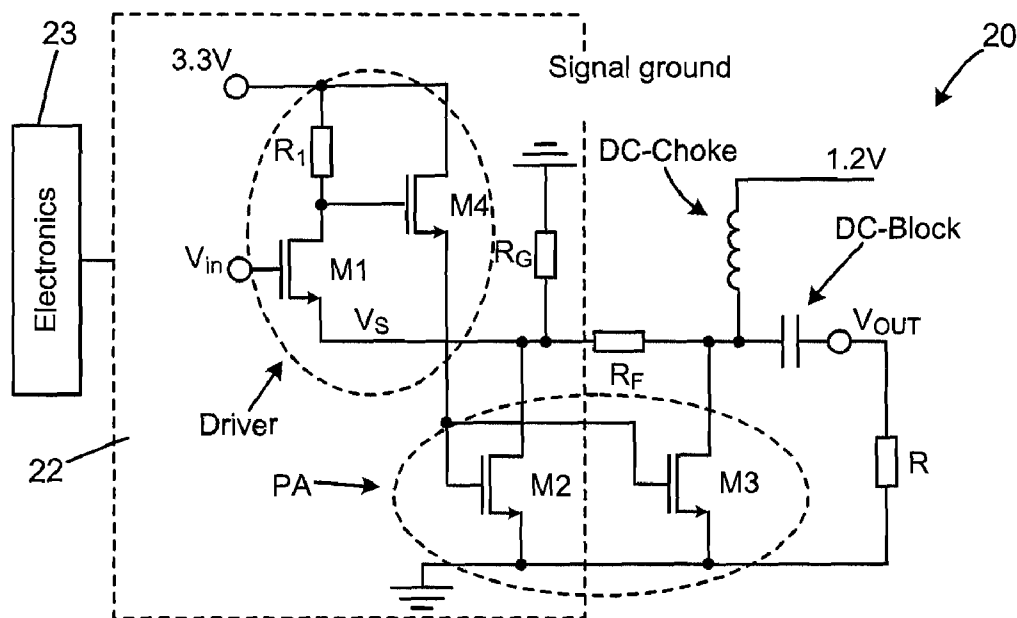 23
20
3.3V
Signal ground
R1
DC-Choke
1.2V
M4
DC-Block
Electronics
Vin
M1
RG
VS
VOUT
RF
Driver
22
PA
M2
M3
R